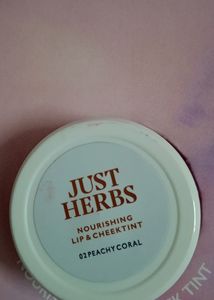 JUST
HERBS
NOURISHING
LIP & CHEEKTINT
02 PEACHY CORAL